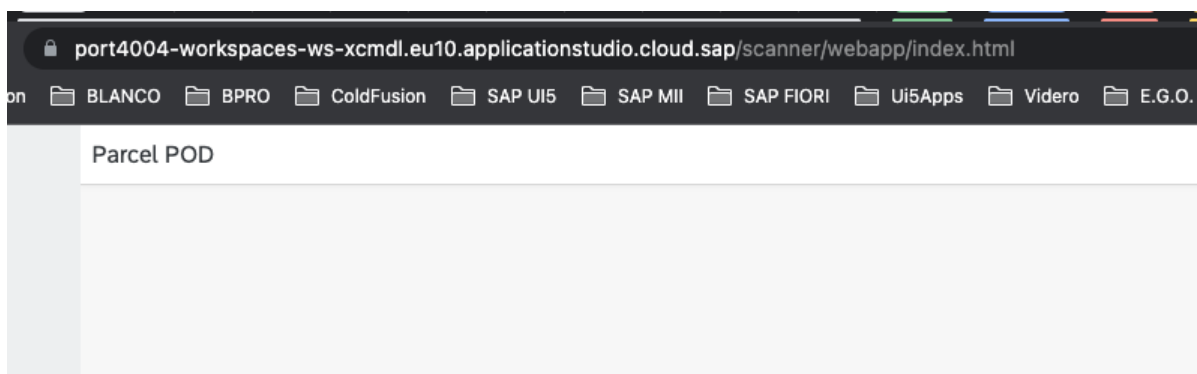 port4004-workspaces-ws-xcmdl.eu10.applicationstudio.cloud.sap/scanner/webapp/index.html
on BLANCO BPRO ColdFusion SAP UI5 SAP MII SAP FIORI Ui5Apps Videro E.G.O.
Parcel POD